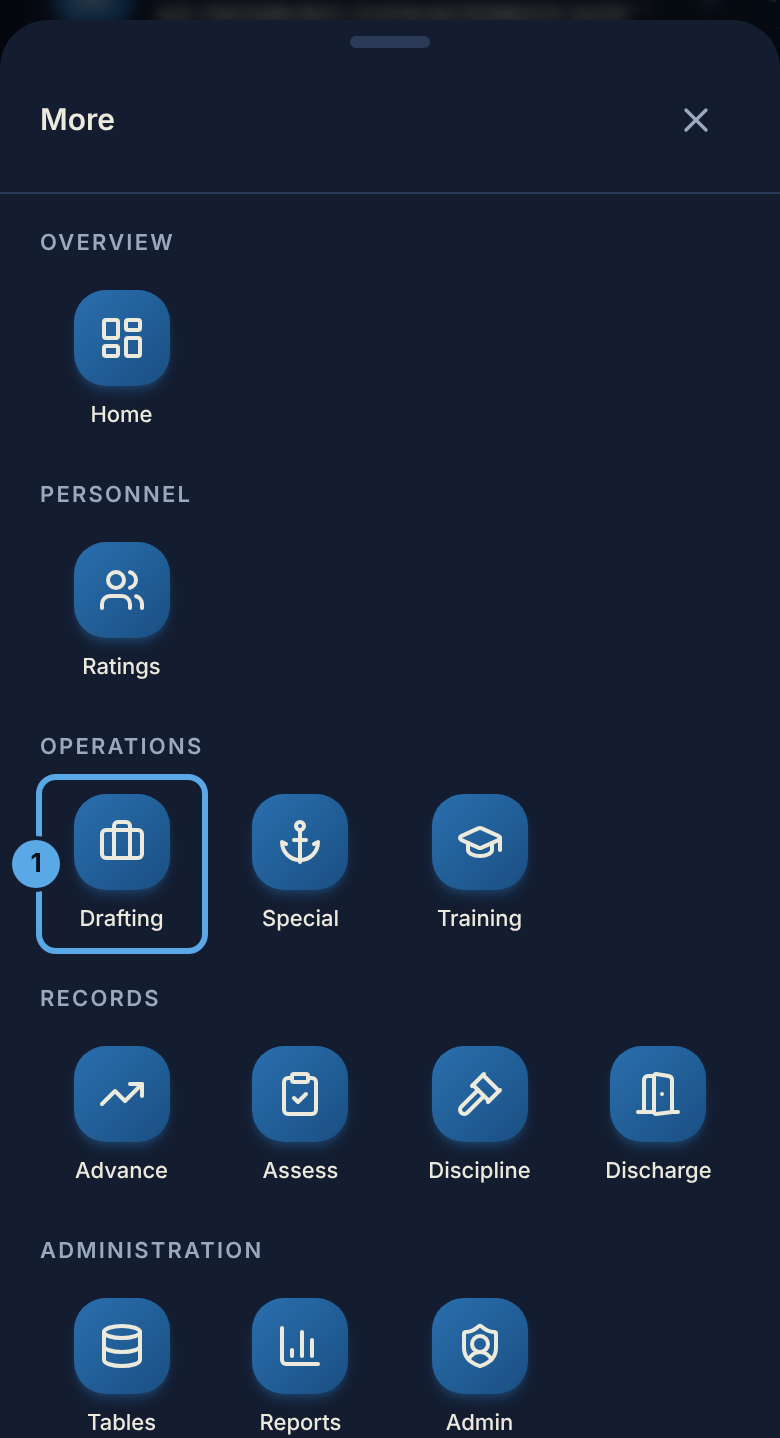 More
OVERVIEW
Home
PERSONNEL
Ratings
OPERATIONS
1
Drafting Special Training
RECORDS
Advance Assess Discipline Discharge
ADMINISTRATION
Tables Reports Admin